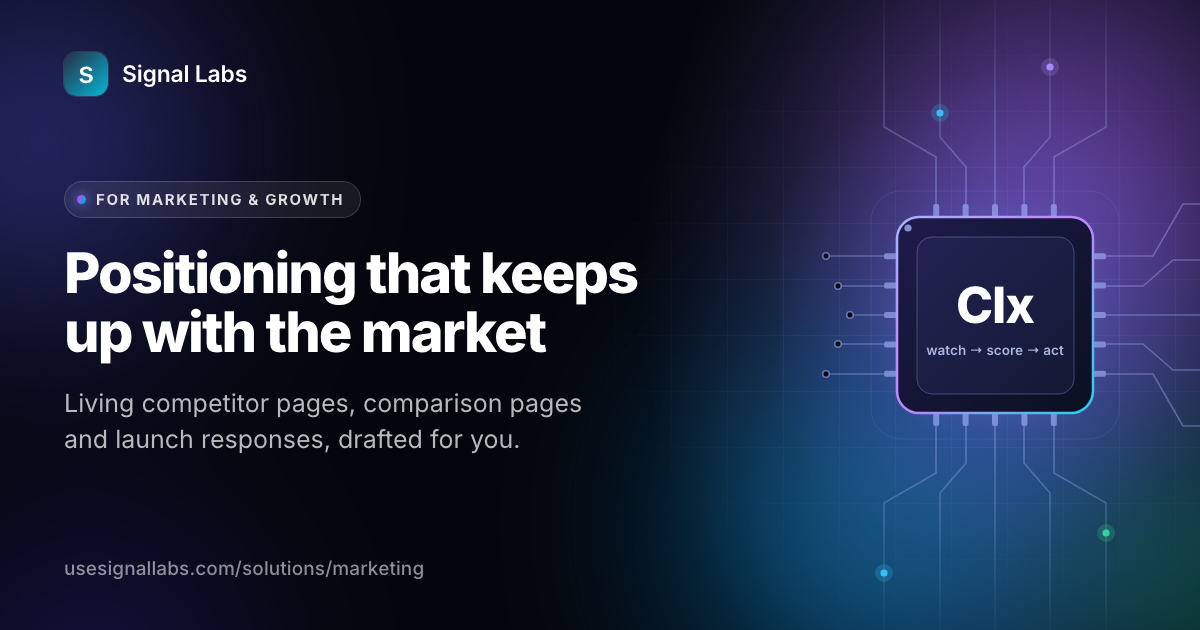 S
Signal Labs
FOR MARKETING & GROWTH
Positioning that keeps
up with the market
Living competitor pages, comparison pages
and launch responses, drafted for you.
CIx
watch → score → act
usesignallabs.com/solutions/marketing